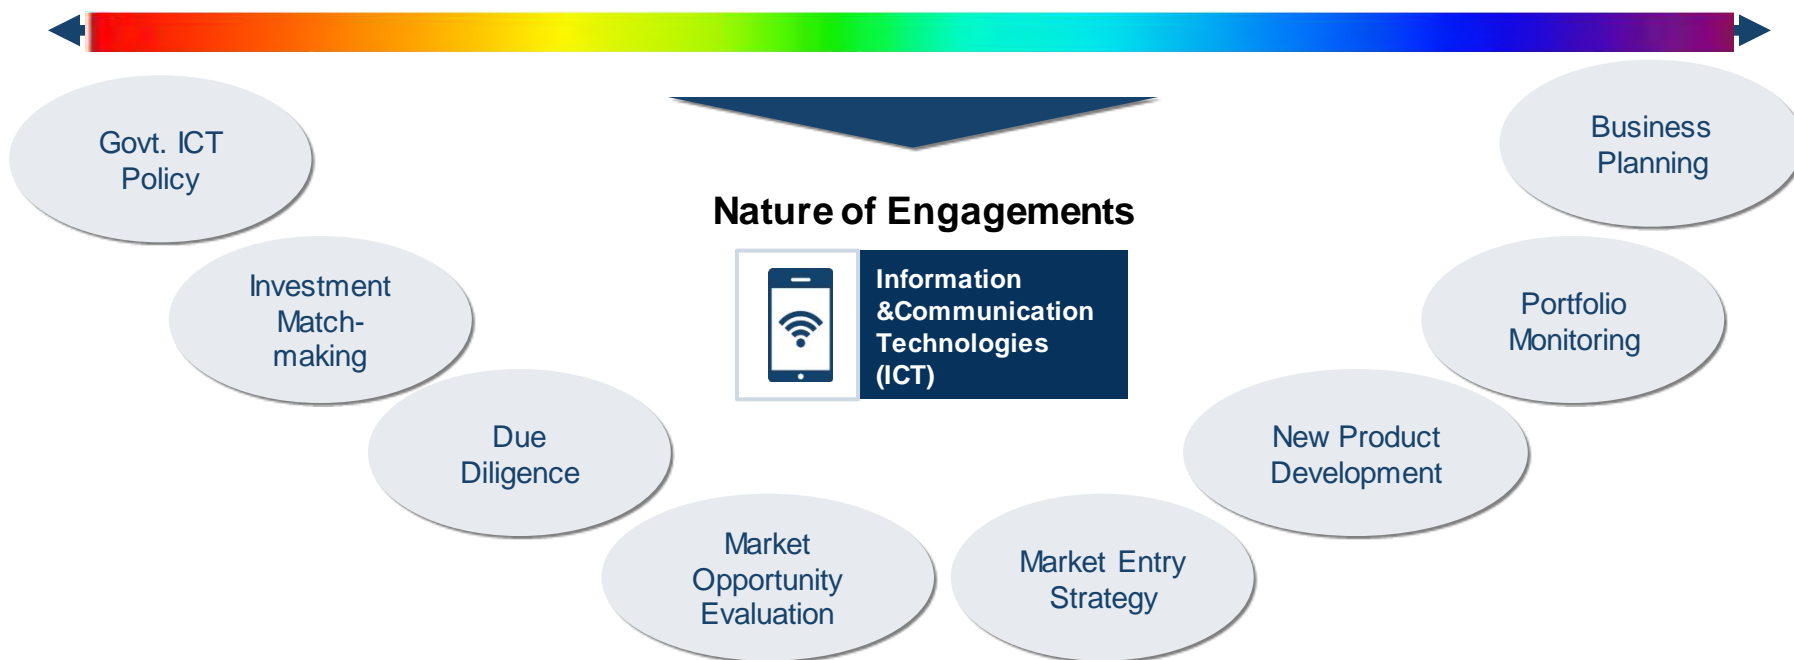 Govt. ICT
Policy
Business
Planning
Nature of Engagements
Investment
Match-
making
Information
&Communication
Technologies
(ICT)
Portfolio
Monitoring
Due
Diligence
New Product
Development
Market
Opportunity
Evaluation
Market Entry
Strategy